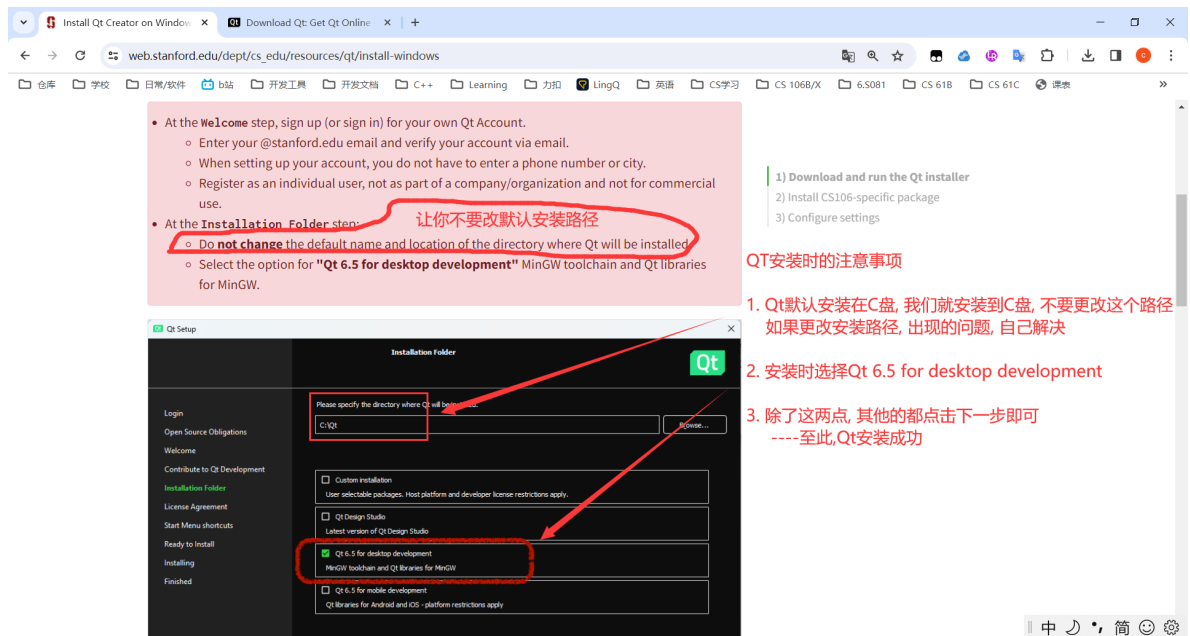 Install Qt Creator on Window
Download Qt: Get Qt Online
web.stanford.edu/dept/cs_edu/resources/qt/install-windows
仓库
学校
日常/软件
b站
开发工具
开发文档
C++
Learning
力扣
LingQ
英语
CS学习
CS 106B/X
6.S081
CS 61B
CS 61C
课表
At the Welcome step, sign up (or sign in) for your own Qt Account.
Enter your @stanford.edu email and verify your account via email.
When setting up your account, you do not have to enter a phone number or city.
Register as an individual user, not as part of a company/organization and not for commercial
use.
At the Installation Folder step:
让你不要改默认安装路径
Do not change the default name and location of the directory where Qt will be installed
Select the option for "Qt 6.5 for desktop development" MinGW toolchain and Qt libraries
for MinGW.
1) Download and run the Qt installer
2) Install CS106-specific package
3) Configure settings
QT安装时的注意事项
1. Qt默认安装在C盘, 我们就安装到C盘, 不要更改这个路径
如果更改安装路径, 出现的问题, 自己解决
2. 安装时选择Qt 6.5 for desktop development
3. 除了这两点, 其他的都点击下一步即可
----至此,Qt安装成功
Qt Setup
Installation Folder
Qt
Login
Open Source Obligations
Welcome
Contribute to Qt Development
Installation Folder
License Agreement
Start Menu shortcuts
Ready to Install
Installing
Finished
Please specify the directory where Qt will be installed.
C:\Qt
Browse...
Custom installation
User selectable packages. Host platform and developer license restrictions apply.
Qt Design Studio
Latest version of Qt Design Studio
Qt 6.5 for desktop development
MinGW toolchain and Qt libraries for MinGW
Qt 6.5 for mobile development
Qt libraries for Android and iOS - platform restrictions apply
中
简